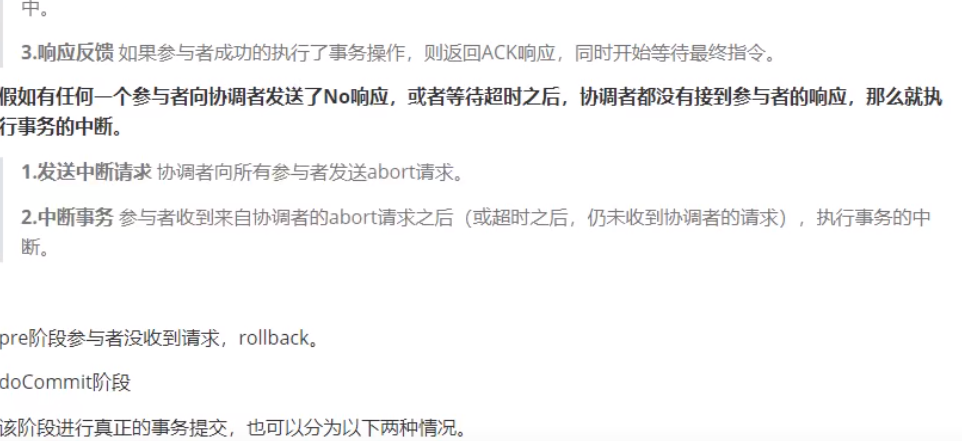 中。
3.响应反馈 如果参与者成功的执行了事务操作，则返回ACK响应，同时开始等待最终指令。
假如有任何一个参与者向协调者发送了No响应，或者等待超时之后，协调者都没有接到参与者的响应，那么就执
行事务的中断。
1.发送中断请求 协调者向所有参与者发送abort请求。
2.中断事务 参与者收到来自协调者的abort请求之后（或超时之后，仍未收到协调者的请求），执行事务的中
断。
pre阶段参与者没收到请求，rollback。
doCommit阶段
该阶段进行真正的事务提交，也可以分为以下两种情况。